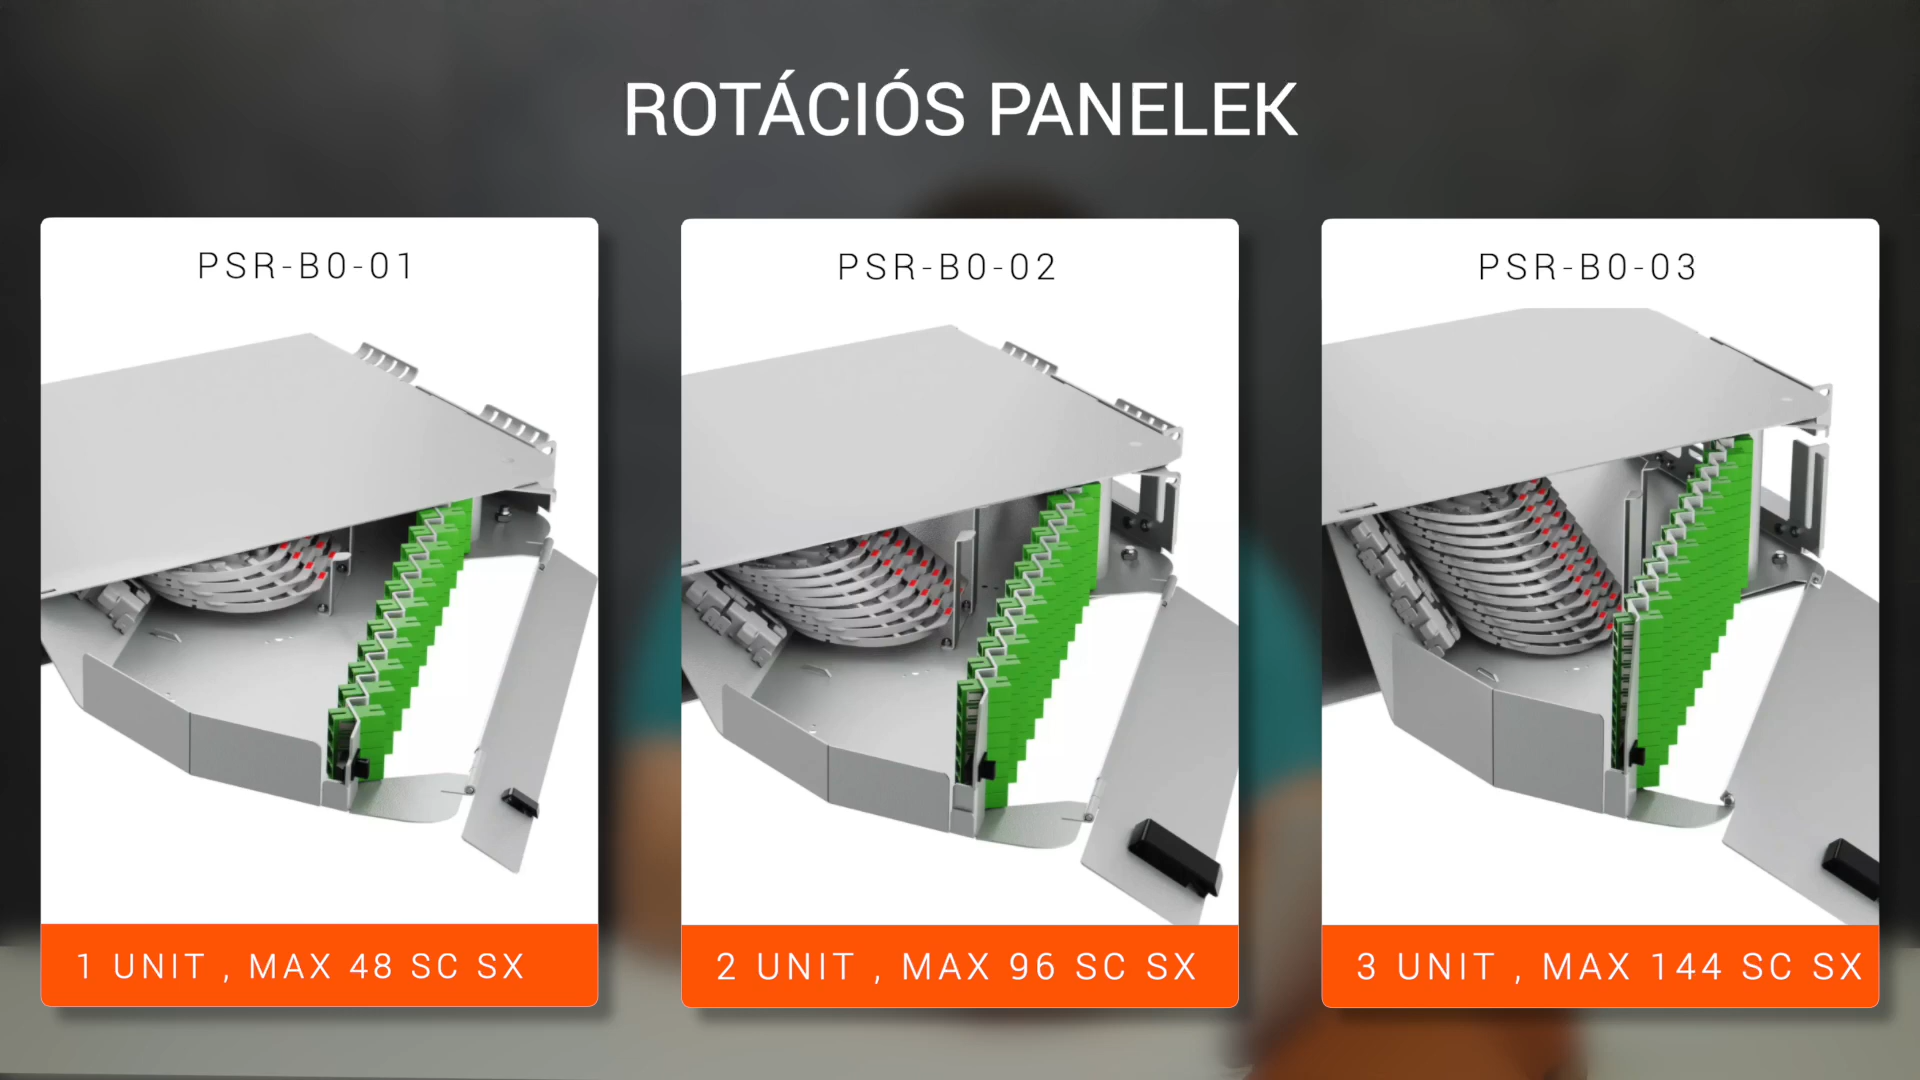 ROTÁCIÓS PANELEK
PSR-B0-01
PSR-B0-02
PSR-B0-03
1 UNIT , MAX 48 SC SX
2 UNIT , MAX 96 SC SX
3 UNIT , MAX 144 SC SX